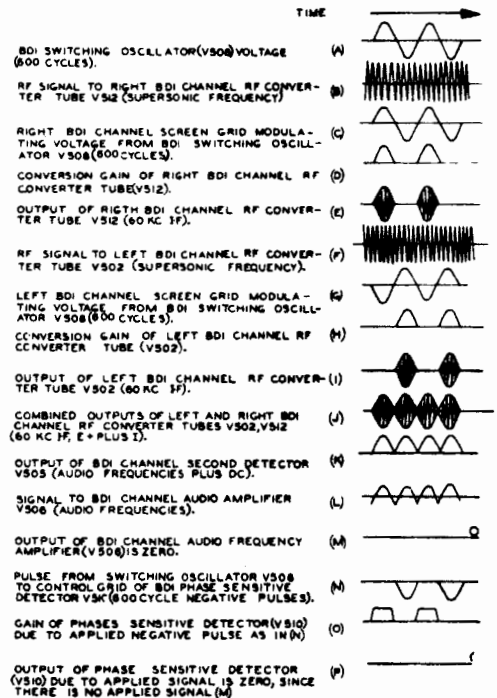 TIME
BDI SWITCHING OSCILLATOR (V508) VOLTAGE (A)
(600 CYCLES).
RF SIGNAL TO RIGHT BDI CHANNEL RF CONVER- (B)
TER TUBE V512 (SUPERSONIC FREQUENCY)
RIGHT BDI CHANNEL SCREEN GRID MODULA- (C)
TING VOLTAGE FROM BDI SWITCHING OSCILL-
ATOR V508 (600 CYCLES).
CONVERSION GAIN OF RIGHT BDI CHANNEL RF (D)
CONVERTER TUBE (V512).
OUTPUT OF RIGTH BDI CHANNEL RF CONVER- (E)
TER TUBE V512 (60 KC IF).
RF SIGNAL TO LEFT BDI CHANNEL RF CONVER- (F)
TER TUBE V502 (SUPERSONIC FREQUENCY).
LEFT BDI CHANNEL SCREEN GRID MODULA- (G)
TING VOLTAGE FROM BDI SWITCHING OSCILL-
ATOR V508 (600 CYCLES).
CONVERSION GAIN OF LEFT BDI CHANNEL RF (H)
CONVERTER TUBE (V502).
OUTPUT OF LEFT BDI CHANNEL RF CONVER- (I)
TER TUBE V502 (60 KC IF).
COMBINED OUTPUTS OF LEFT AND RIGHT BDI (J)
CHANNEL RF CONVERTER TUBES V502, V512
(60 KC IF, E + PLUS I).
OUTPUT OF BDI CHANNEL SECOND DETECTOR (K)
V505 (AUDIO FREQUENCIES PLUS DC).
SIGNAL TO BDI CHANNEL AUDIO AMPLIFIER (L)
V506 (AUDIO FREQUENCIES).
OUTPUT OF BDI CHANNEL AUDIO FREQUENCY (M)
AMPLIFIER (V506) IS ZERO.
PULSE FROM SWITCHING OSCILLATOR V508 (N)
TO CONTROL GRID OF BDI PHASE SENSITIVE
DETECTOR (600 CYCLE NEGATIVE PULSES).
GAIN OF PHASES SENSITIVE DETECTOR (V510) (O)
DUE TO APPLIED NEGATIVE PULSE AS IN (N)
OUTPUT OF PHASE SENSITIVE DETECTOR (P)
(V510) DUE TO APPLIED SIGNAL IS ZERO, SINCE
THERE IS NO APPLIED SIGNAL (M)